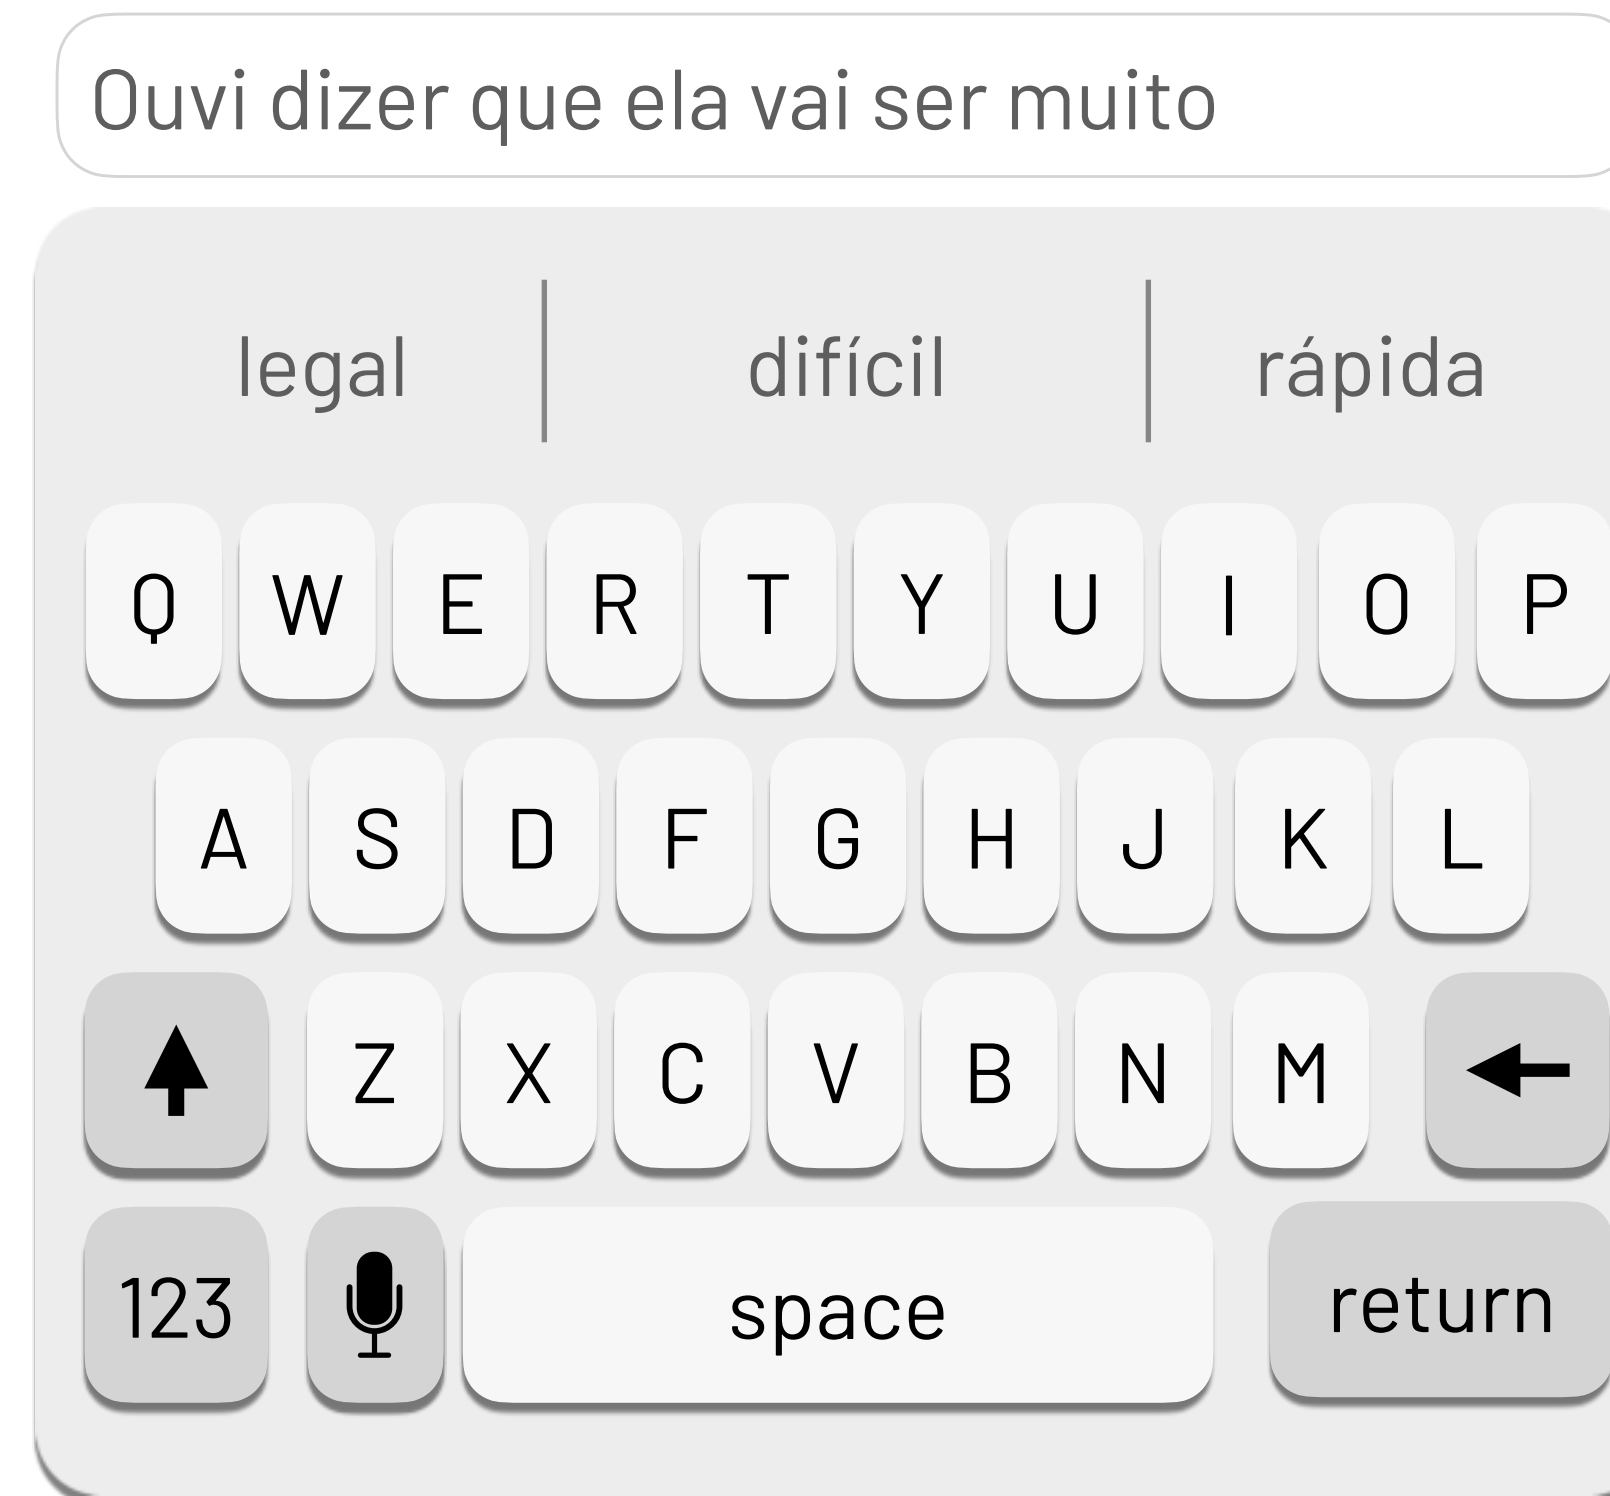 Ouvi dizer que ela vai ser muito
legal difícil rápida
Q W E R T Y U I O P
A S D F G H J K L
Z X C V B N M
123 space return